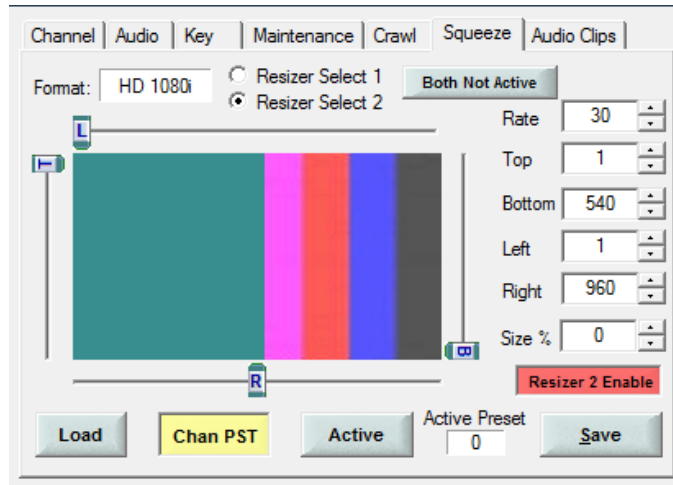 Channel Audio Key Maintenance Crawl Squeeze Audio Clips
Format: HD 1080i
Resizer Select 1
Resizer Select 2
Both Not Active
Rate 30
L
T
Top 1
Bottom 540
Left 1
Right 960
B
Size % 0
R
Resizer 2 Enable
Load
Chan PST
Active
Active Preset
0
Save